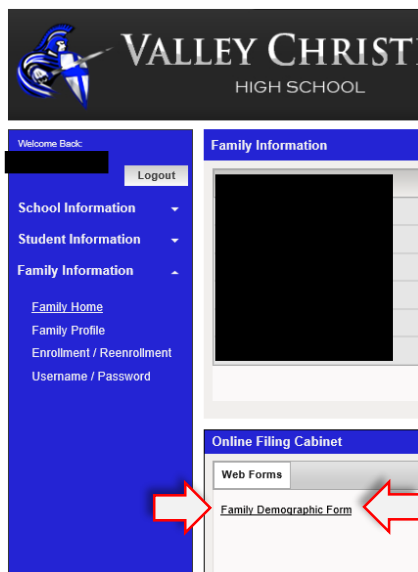 VALLEY CHRISTI
HIGH SCHOOL
Welcome Back:
Logout
School Information
Student Information
Family Information
Family Home
Family Profile
Enrollment / Reenrollment
Username / Password
Family Information
Online Filing Cabinet
Web Forms
Family Demographic Form